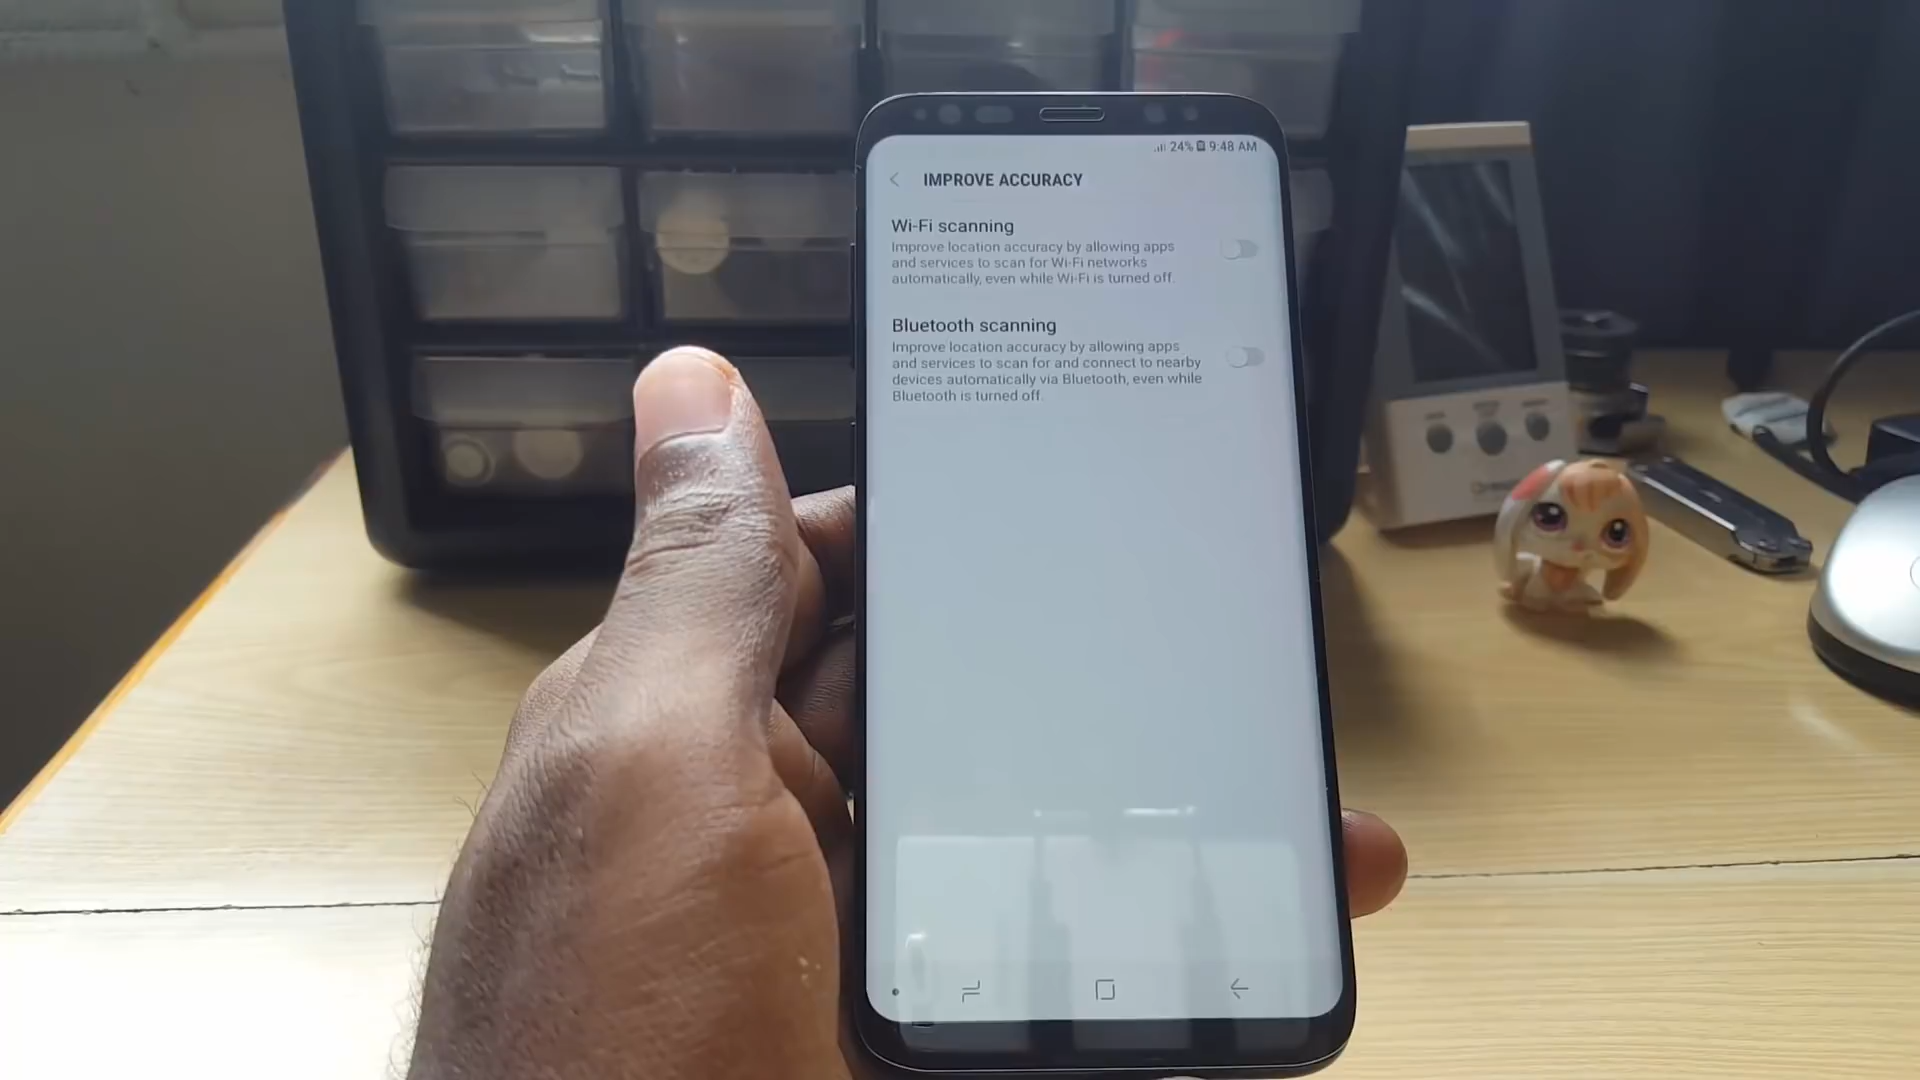 24% 9:48 AM
IMPROVE ACCURACY
Wi-Fi scanning
Improve location accuracy by allowing apps
and services to scan for Wi-Fi networks
automatically, even while Wi-Fi is turned off.
Bluetooth scanning
Improve location accuracy by allowing apps
and services to scan for and connect to nearby
devices automatically via Bluetooth, even while
Bluetooth is turned off.